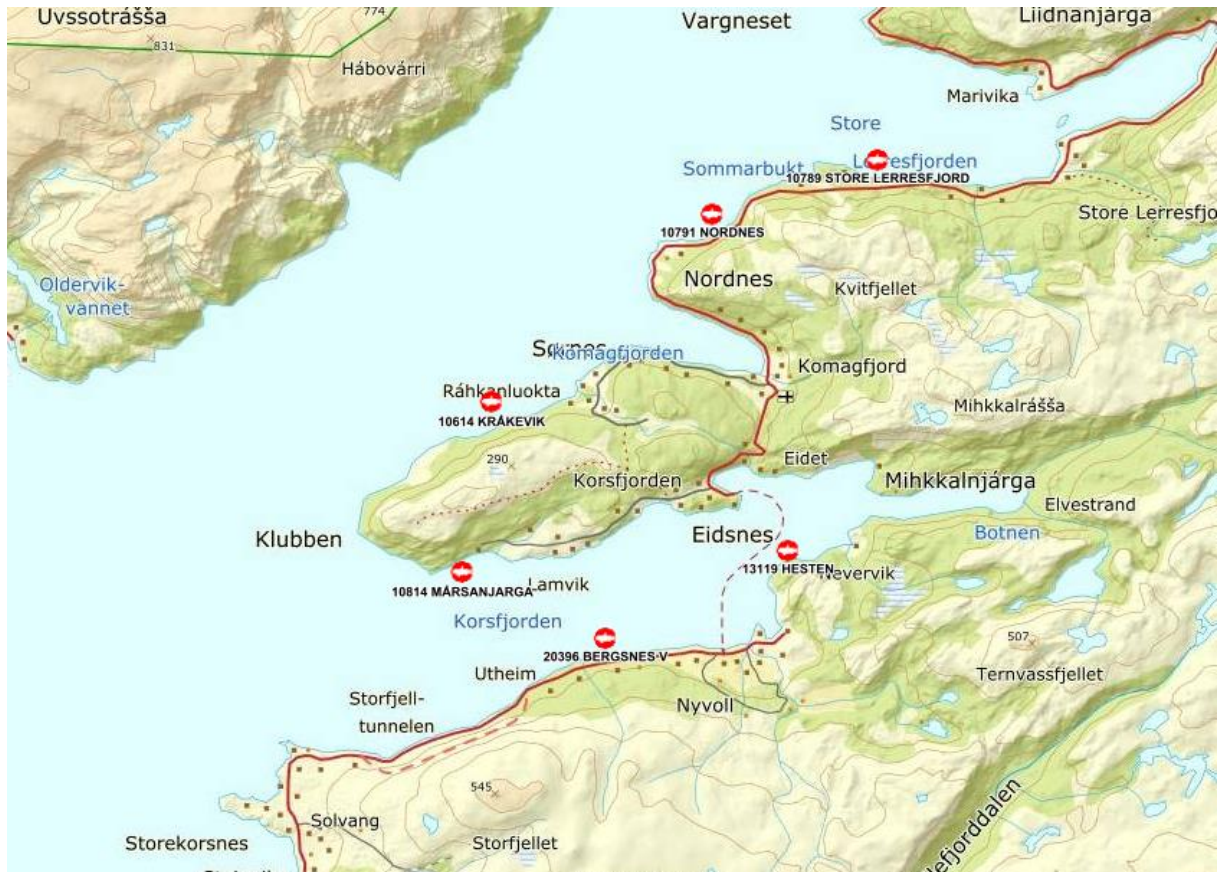 Uvssotrášša
774
Vargneset
Liidnanjárga
831
Hábovárri
Marivika
Store
Lerresfjorden
Sommarbukt
10789 STORE LERRESFJORD
10791 NORDNES
Store Lerresfjo
Oldervik-
vannet
Nordnes
Kvitfjellet
Komagfjorden
Komagfjord
Ráhkanluokta
10614 KRÅKEVIK
Mihkkalrášša
290
Eidet
Korsfjorden
Mihkkalnjárga
Elvestrand
Klubben
Eidsnes
Botnen
13119 HESTEN
10814 MÅRSANJARGA
Lamvik
Korsfjorden
20396 BERGSNES V
507
Utheim
Ternvassfjellet
Storfjell-
tunnelen
Nyvoll
545
Solvang
Storekorsnes
Storfjellet
lefjorddalen